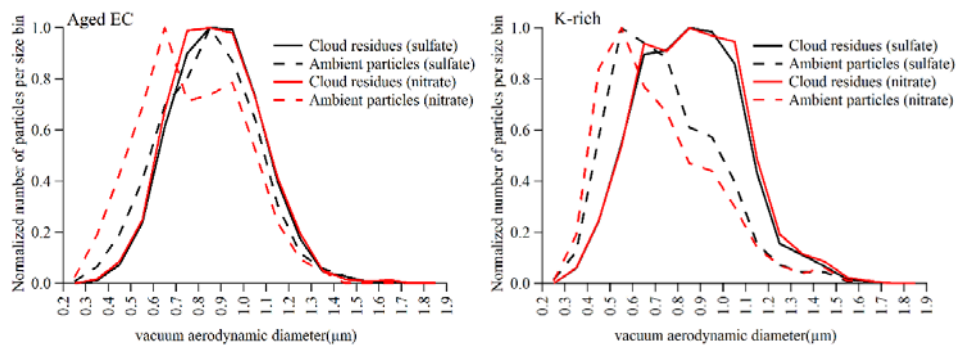 Aged EC
Normalized number of particles per size bin
1.0
0.8
0.6
0.4
0.2
0.0
Cloud residues (sulfate)
Ambient particles (sulfate)
Cloud residues (nitrate)
Ambient particles (nitrate)
0.2 0.3 0.4 0.5 0.6 0.7 0.8 0.9 1.0 1.1 1.2 1.3 1.4 1.5 1.6 1.7 1.8 1.9
vacuum aerodynamic diameter(μm)
K-rich
Normalized number of particles per size bin
1.0
0.8
0.6
0.4
0.2
0.0
Cloud residues (sulfate)
Ambient particles (sulfate)
Cloud residues (nitrate)
Ambient particles (nitrate)
0.2 0.3 0.4 0.5 0.6 0.7 0.8 0.9 1.0 1.1 1.2 1.3 1.4 1.5 1.6 1.7 1.8 1.9
vacuum aerodynamic diameter(μm)